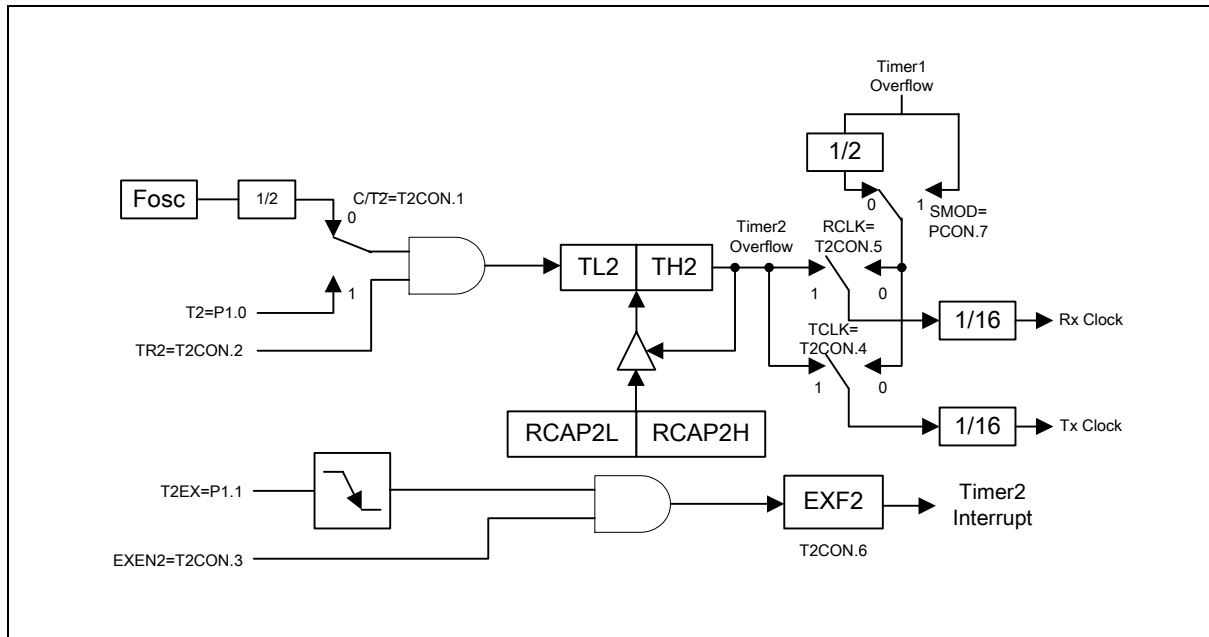 Timer1
Overflow
1/2
Fosc
1/2
C/T2=T2CON.1
0
1
T2=P1.0
TR2=T2CON.2
TL2
TH2
Timer2
Overflow
0
1
SMOD=
PCON.7
RCLK=
T2CON.5
1
0
1/16
Rx Clock
TCLK=
T2CON.4
1
0
1/16
Tx Clock
RCAP2L
RCAP2H
T2EX=P1.1
EXEN2=T2CON.3
EXF2
T2CON.6
Timer2
Interrupt